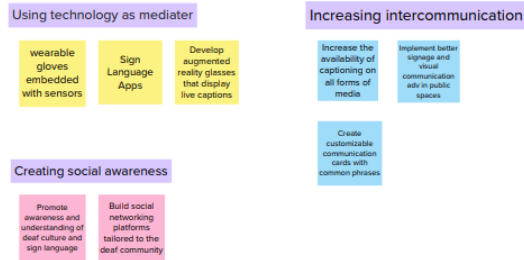 Using technology as mediater
wearable
gloves
embedded
with sensors
Sign
Language
Apps
Develop
augmented
reality glasses
that display
live captions
Increasing intercommunication
Increase the
availability of
captioning on
all forms of
media
Implement better
signage and
visual
communication
adv in public
spaces
Create
customizable
communication
cards with
common phrases
Creating social awareness
Promote
awareness and
understanding of
deaf culture and
sign language
Build social
networking
platforms
tailored to the
deaf community